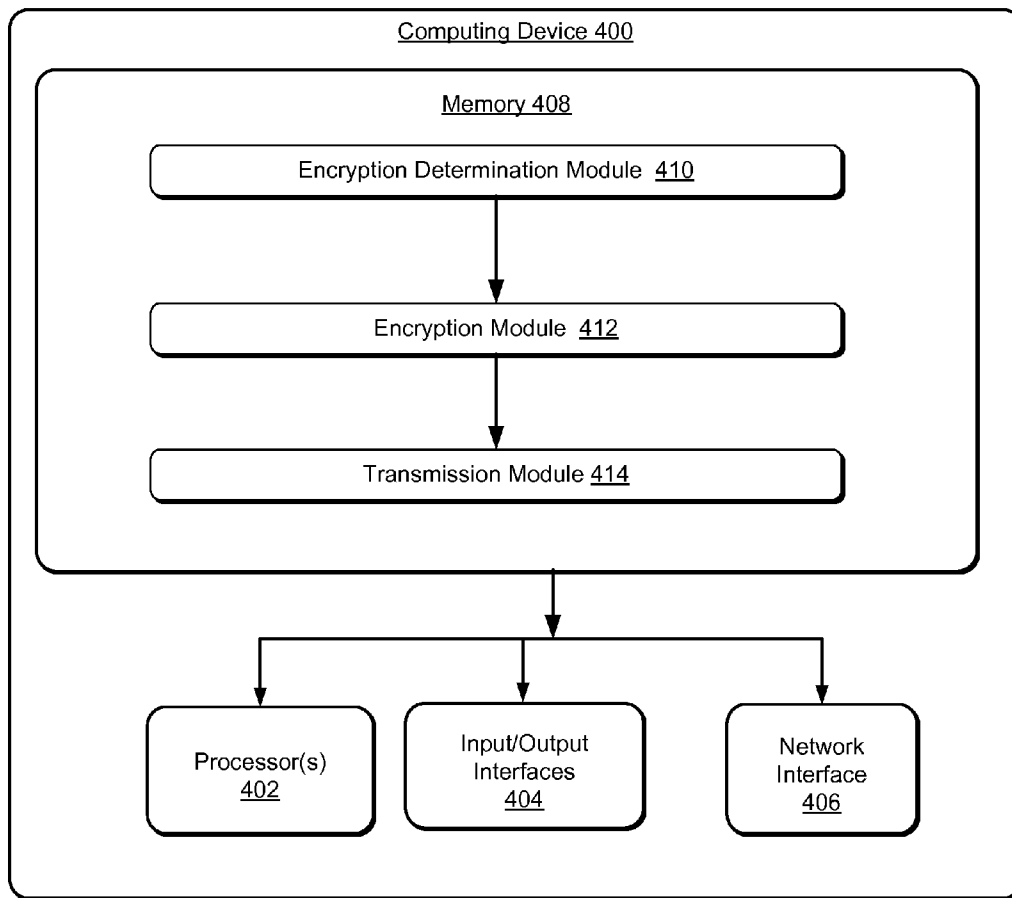 Computing Device 400
Memory 408
Encryption Determination Module 410
Encryption Module 412
Transmission Module 414
Processor(s)
402
Input/Output
Interfaces
404
Network
Interface
406